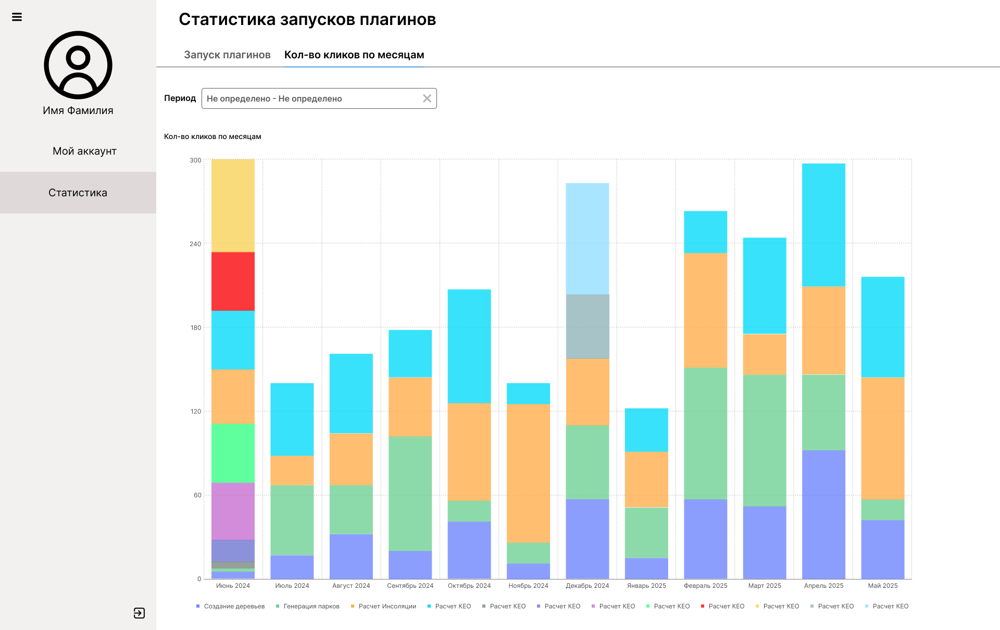 Статистика запусков плагинов
Запуск плагинов Кол-во кликов по месяцам
Имя Фамилия
Мой аккаунт
Статистика
Период Не определено - Не определено
Кол-во кликов по месяцам
300
240
180
120
60
0
Июнь 2024 Июль 2024 Август 2024 Сентябрь 2024 Октябрь 2024 Ноябрь 2024 Декабрь 2024 Январь 2025 Февраль 2025 Март 2025 Апрель 2025 Май 2025
Создание деревьев Генерация парков Расчет Инсоляции Расчет КЕО Расчет КЕО Расчет КЕО Расчет КЕО Расчет КЕО Расчет КЕО Расчет КЕО Расчет КЕО Расчет КЕО